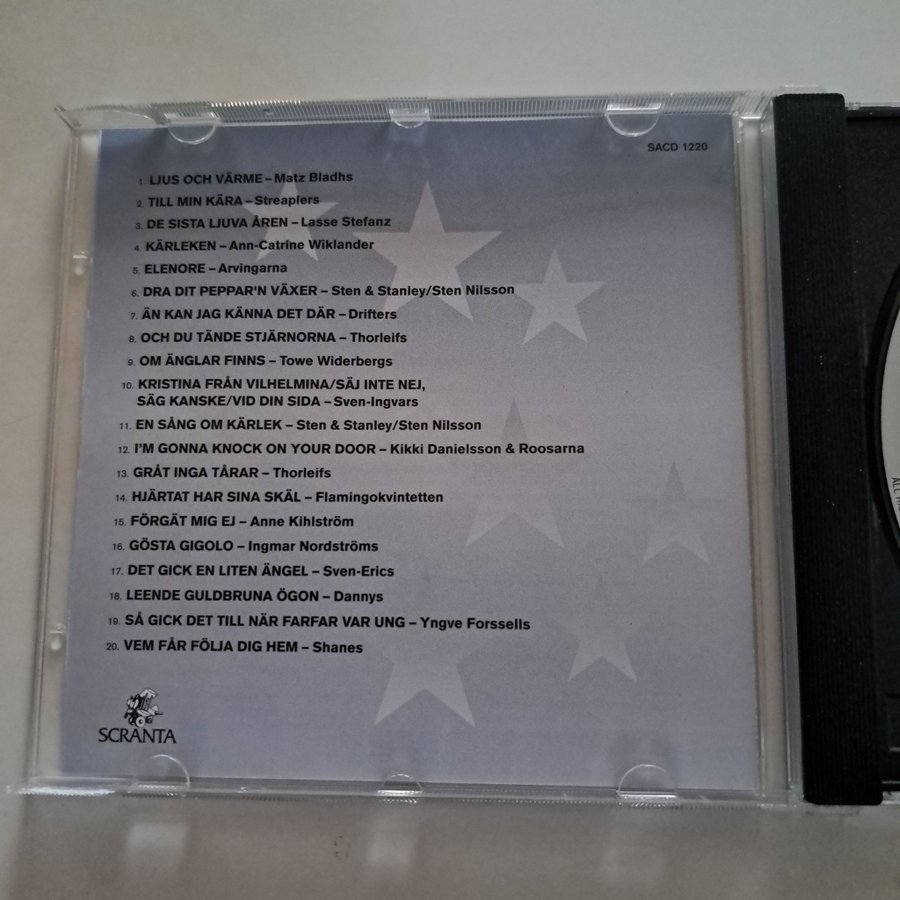 SACD 1220
1. LJUS OCH VÄRME – Matz Bladhs
2. TILL MIN KÄRA – Streaplers
3. DE SISTA LJUVA ÅREN – Lasse Stefanz
4. KÄRLEKEN – Ann-Catrine Wiklander
5. ELENORE – Arvingarna
6. DRA DIT PEPPAR'N VÄXER – Sten & Stanley/Sten Nilsson
7. ÄN KAN JAG KÄNNA DET DÄR – Drifters
8. OCH DU TÄNDE STJÄRNORNA – Thorleifs
9. OM ÄNGLAR FINNS – Towe Widerbergs
10. KRISTINA FRÅN VILHELMINA/SÄJ INTE NEJ,
SÄG KANSKE/VID DIN SIDA – Sven-Ingvars
11. EN SÅNG OM KÄRLEK – Sten & Stanley/Sten Nilsson
12. I'M GONNA KNOCK ON YOUR DOOR – Kikki Danielsson & Roosarna
13. GRÅT INGA TÅRAR – Thorleifs
14. HJÄRTAT HAR SINA SKÄL – Flamingokvintetten
15. FÖRGÄT MIG EJ – Anne Kihlström
16. GÖSTA GIGOLO – Ingmar Nordströms
17. DET GICK EN LITEN ÄNGEL – Sven-Erics
18. LEENDE GULDBRUNA ÖGON – Dannys
19. SÅ GICK DET TILL NÄR FARFAR VAR UNG – Yngve Forssells
20. VEM FÅR FÖLJA DIG HEM – Shanes
SCRANTA
ALL